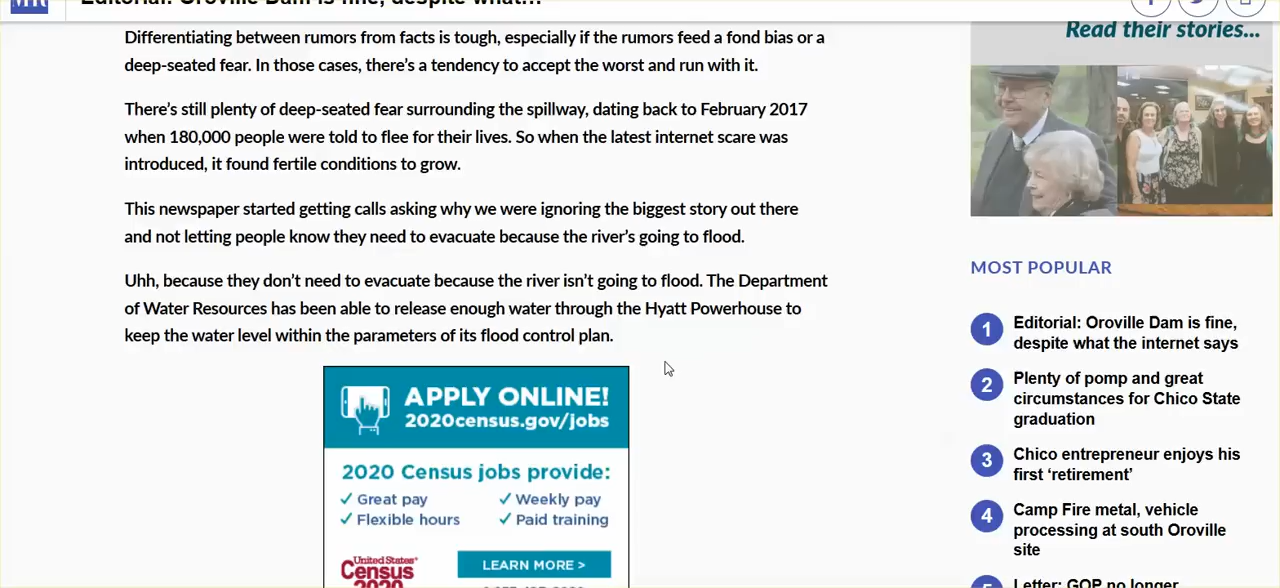 Editorial: Oroville Dam is fine, despite what...
Differentiating between rumors from facts is tough, especially if the rumors feed a fond bias or a
deep-seated fear. In those cases, there’s a tendency to accept the worst and run with it.
There’s still plenty of deep-seated fear surrounding the spillway, dating back to February 2017
when 180,000 people were told to flee for their lives. So when the latest internet scare was
introduced, it found fertile conditions to grow.
This newspaper started getting calls asking why we were ignoring the biggest story out there
and not letting people know they need to evacuate because the river’s going to flood.
Uhh, because they don’t need to evacuate because the river isn’t going to flood. The Department
of Water Resources has been able to release enough water through the Hyatt Powerhouse to
keep the water level within the parameters of its flood control plan.
APPLY ONLINE!
2020census.gov/jobs
2020 Census jobs provide:
✓ Great pay
✓ Weekly pay
✓ Flexible hours
✓ Paid training
United States®
Census
2020
LEARN MORE >
Read their stories...
MOST POPULAR
1 Editorial: Oroville Dam is fine,
despite what the internet says
2 Plenty of pomp and great
circumstances for Chico State
graduation
3 Chico entrepreneur enjoys his
first ‘retirement’
4 Camp Fire metal, vehicle
processing at south Oroville
site
Letter: GOP no longer